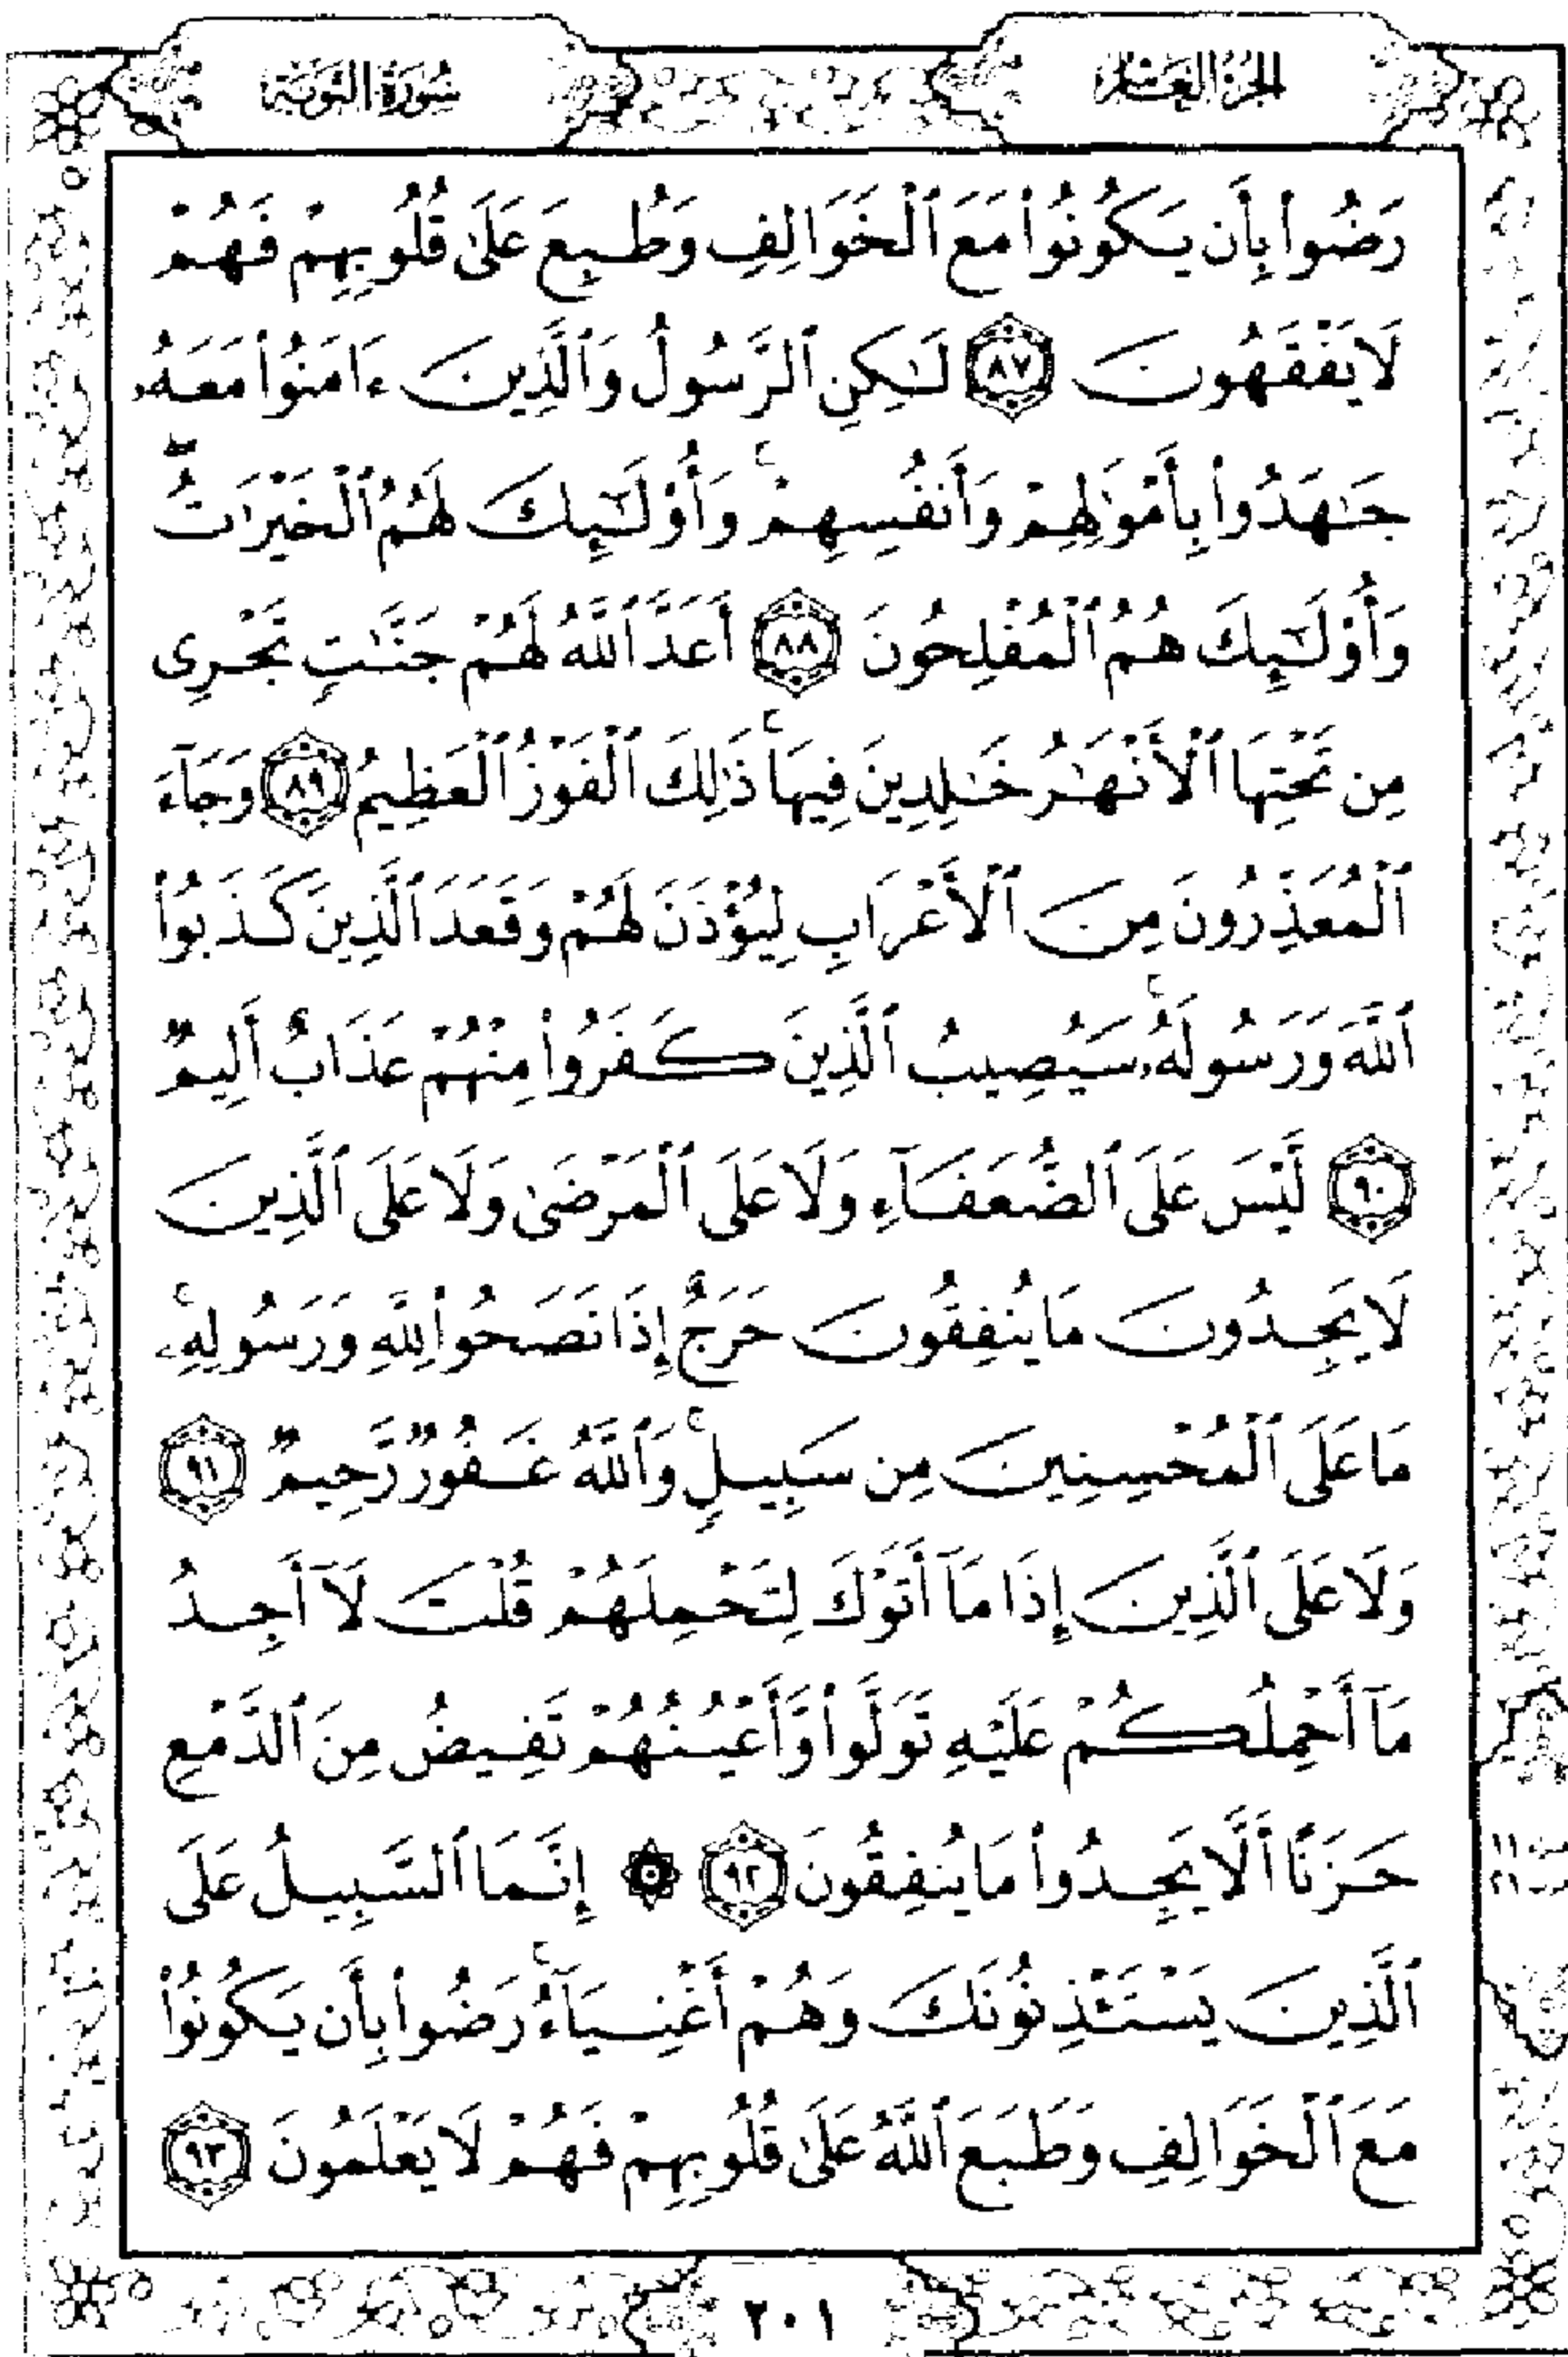 الجزء العاشر
سورة التوبة
رَضُوا۟ بِأَن يَكُونُوا۟ مَعَ ٱلْخَوَالِفِ وَطُبِعَ عَلَىٰ قُلُوبِهِمْ فَهُمْ
لَا يَفْقَهُونَ ٨٧ لَٰكِنِ ٱلرَّسُولُ وَٱلَّذِينَ ءَامَنُوا۟ مَعَهُۥ
جَٰهَدُوا۟ بِأَمْوَٰلِهِمْ وَأَنفُسِهِمْ ۚ وَأُو۟لَٰٓئِكَ لَهُمُ ٱلْخَيْرَٰتُ ۖ
وَأُو۟لَٰٓئِكَ هُمُ ٱلْمُفْلِحُونَ ٨٨ أَعَدَّ ٱللَّهُ لَهُمْ جَنَّٰتٍ تَجْرِى
مِن تَحْتِهَا ٱلْأَنْهَٰرُ خَٰلِدِينَ فِيهَا ۚ ذَٰلِكَ ٱلْفَوْزُ ٱلْعَظِيمُ ٨٩ وَجَآءَ
ٱلْمُعَذِّرُونَ مِنَ ٱلْأَعْرَابِ لِيُؤْذَنَ لَهُمْ وَقَعَدَ ٱلَّذِينَ كَذَبُوا۟
ٱللَّهَ وَرَسُولَهُۥ ۚ سَيُصِيبُ ٱلَّذِينَ كَفَرُوا۟ مِنْهُمْ عَذَابٌ أَلِيمٌ
٩٠ لَّيْسَ عَلَى ٱلضُّعَفَآءِ وَلَا عَلَى ٱلْمَرْضَىٰ وَلَا عَلَى ٱلَّذِينَ
لَا يَجِدُونَ مَا يُنفِقُونَ حَرَجٌ إِذَا نَصَحُوا۟ لِلَّهِ وَرَسُولِهِۦ ۚ
مَا عَلَى ٱلْمُحْسِنِينَ مِن سَبِيلٍ ۚ وَٱللَّهُ غَفُورٌ رَّحِيمٌ ٩١
وَلَا عَلَى ٱلَّذِينَ إِذَا مَآ أَتَوْكَ لِتَحْمِلَهُمْ قُلْتَ لَآ أَجِدُ
مَآ أَحْمِلُكُمْ عَلَيْهِ تَوَلَّوا۟ وَّأَعْيُنُهُمْ تَفِيضُ مِنَ ٱلدَّمْعِ
حَزَنًا أَلَّا يَجِدُوا۟ مَا يُنفِقُونَ ٩٢ ۞ إِنَّمَا ٱلسَّبِيلُ عَلَى
ٱلَّذِينَ يَسْتَـْٔذِنُونَكَ وَهُمْ أَغْنِيَآءُ ۚ رَضُوا۟ بِأَن يَكُونُوا۟
مَعَ ٱلْخَوَالِفِ وَطَبَعَ ٱللَّهُ عَلَىٰ قُلُوبِهِمْ فَهُمْ لَا يَعْلَمُونَ ٩٣
٢٠١